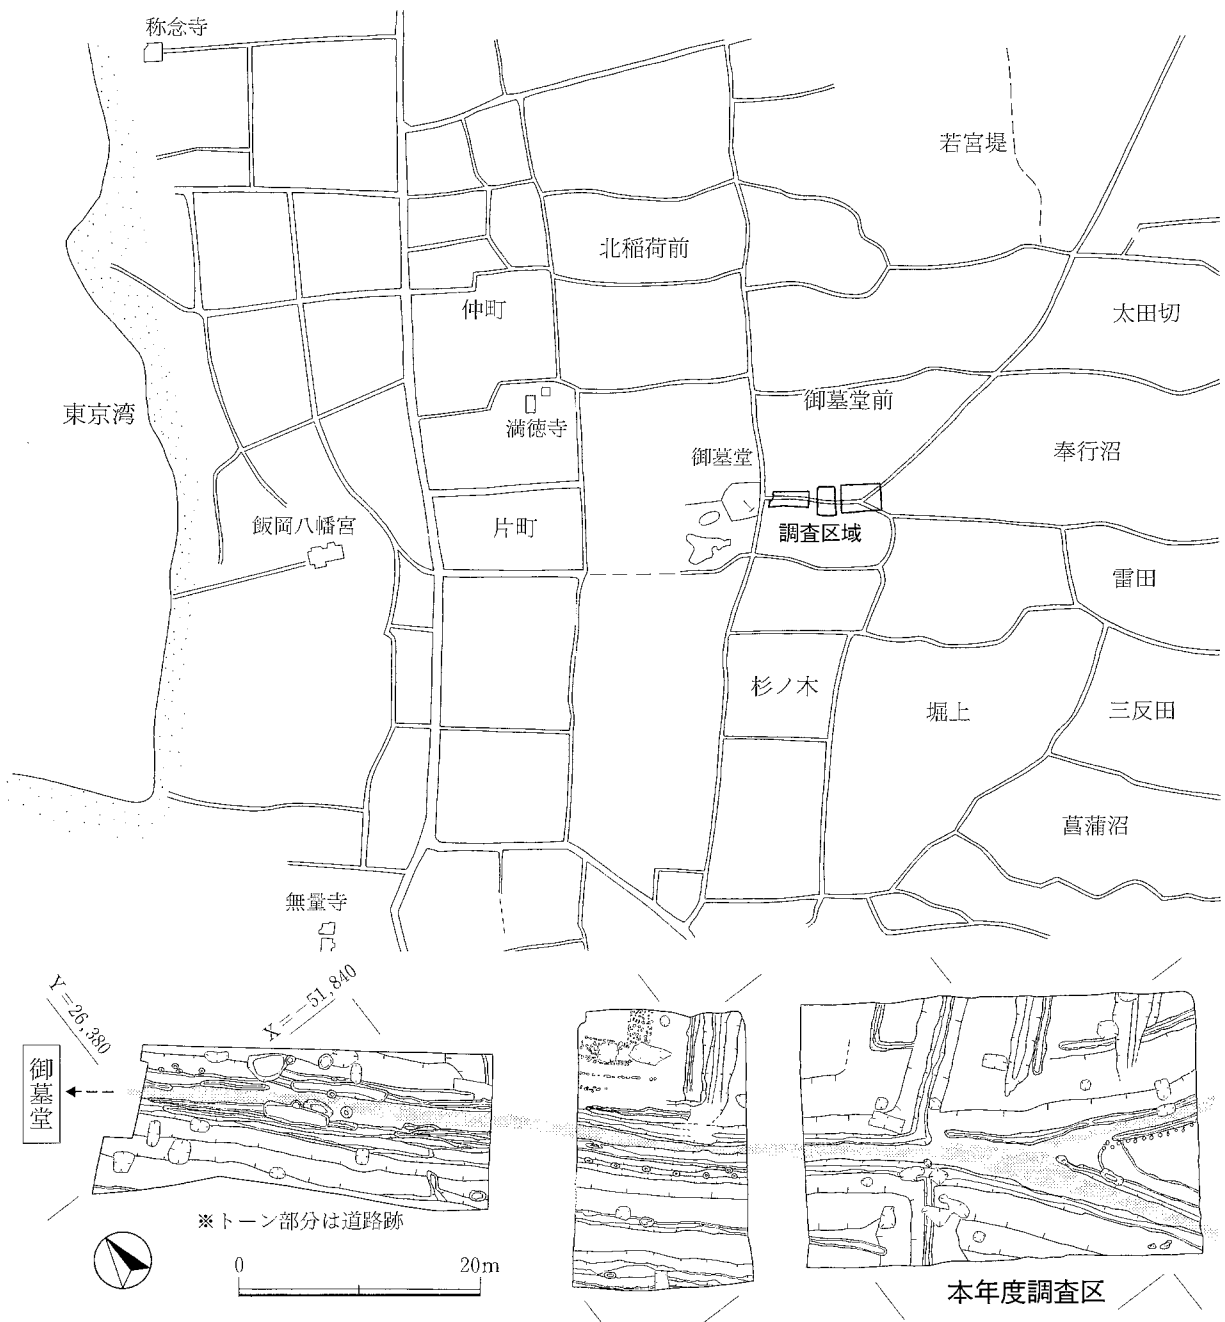 称念寺
若宮堤
北稲荷前
仲町
太田切
東京湾
御墓堂前
満徳寺
御墓堂
奉行沼
飯岡八幡宮
片町
調査区域
雷田
杉ノ木
堀上
三反田
菖蒲沼
無量寺
Y=26,380
X=-51,840
御墓堂
※トーン部分は道路跡
0 20m
本年度調査区